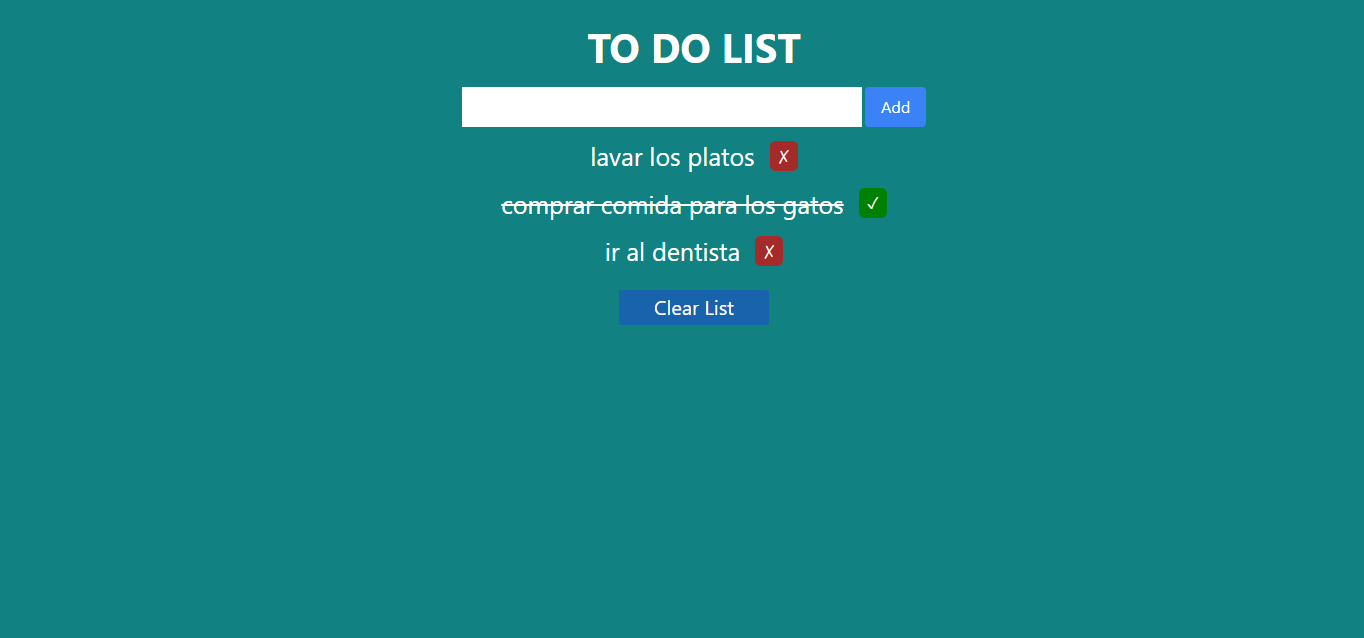 TO DO LIST
Add
lavar los platos ✗
comprar comida para los gatos ✓
ir al dentista ✗
Clear List